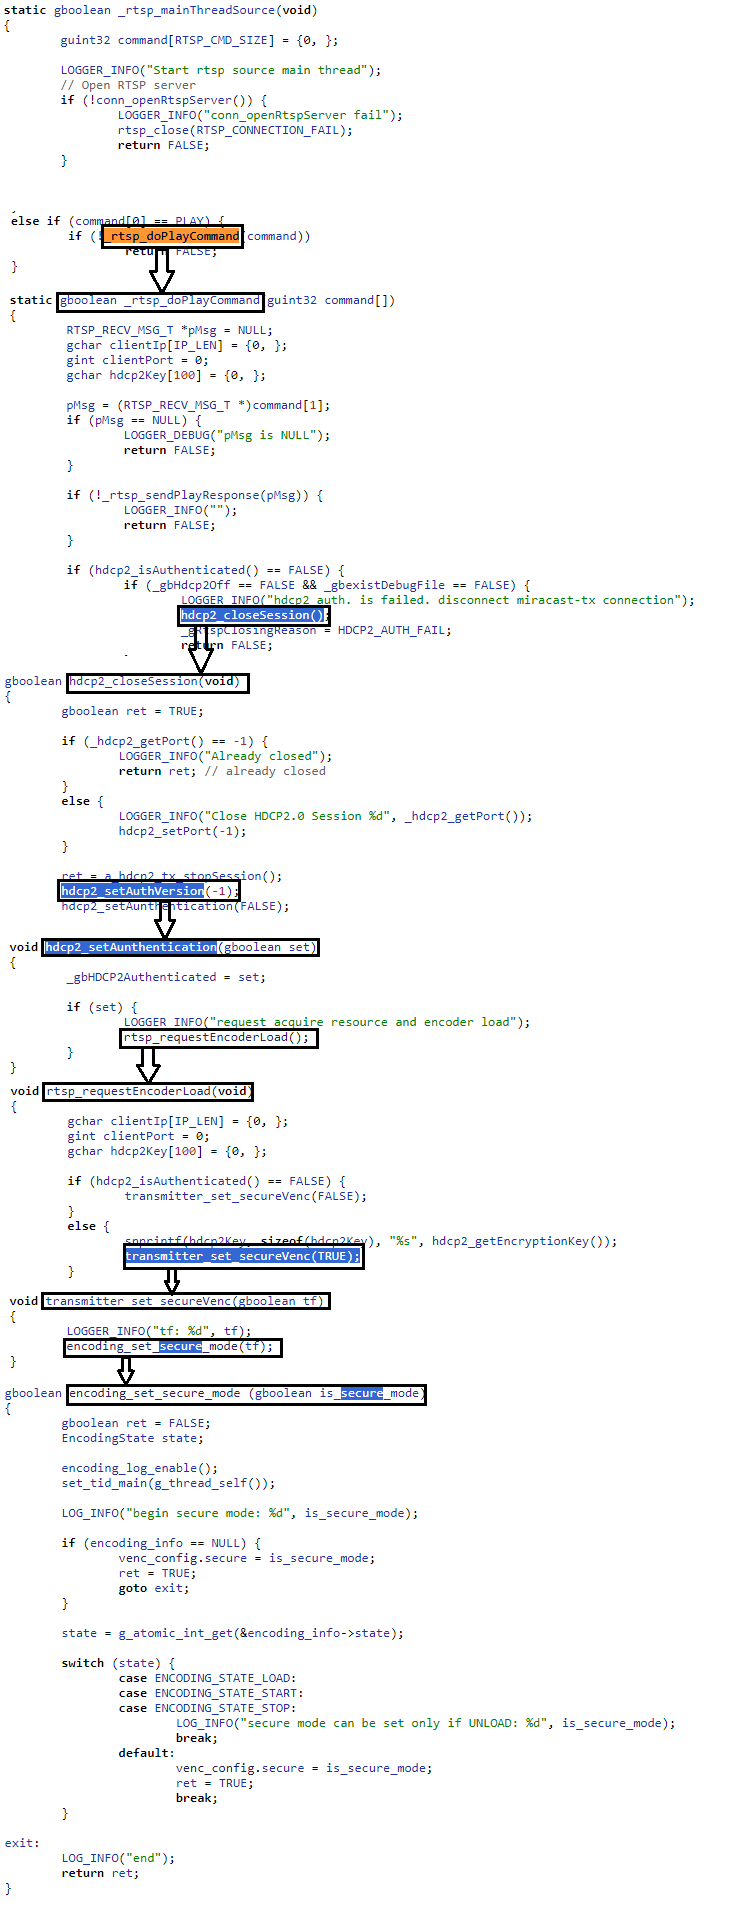 static gboolean _rtsp_mainThreadSource(void)
{
guint32 command[RTSP_CMD_SIZE] = {0, };
LOGGER_INFO("Start rtsp source main thread");
// Open RTSP server
if (!conn_openRtspServer()) {
LOGGER_INFO("conn_openRtspServer fail");
rtsp_close(RTSP_CONNECTION_FAIL);
return FALSE;
}
else if (command[0] == PLAY) {
if (!_rtsp_doPlayCommand(command))
return FALSE;
}
static gboolean _rtsp_doPlayCommand guint32 command[])
{
RTSP_RECV_MSG_T *pMsg = NULL;
gchar clientIp[IP_LEN] = {0, };
gint clientPort = 0;
gchar hdcp2Key[100] = {0, };
pMsg = (RTSP_RECV_MSG_T *)command[1];
if (pMsg == NULL) {
LOGGER_DEBUG("pMsg is NULL");
return FALSE;
}
if (!_rtsp_sendPlayResponse(pMsg)) {
LOGGER_INFO("");
return FALSE;
}
if (hdcp2_isAuthenticated() == FALSE) {
if (_gbHdcp2Off == FALSE && _gbexistDebugFile == FALSE) {
LOGGER_INFO("hdcp2 auth. is failed. disconnect miracast-tx connection");
hdcp2_closeSession();
_gRtspClosingReason = HDCP2_AUTH_FAIL;
return FALSE;
gboolean hdcp2_closeSession(void)
{
gboolean ret = TRUE;
if (_hdcp2_getPort() == -1) {
LOGGER_INFO("Already closed");
return ret; // already closed
}
else {
LOGGER_INFO("Close HDCP2.0 Session %d", _hdcp2_getPort());
hdcp2_setPort(-1);
}
ret = a_hdcp2_tx_stopSession();
hdcp2_setAuthVersion(-1);
hdcp2_setAunthentication(FALSE);
void hdcp2_setAunthentication(gboolean set)
{
_gbHDCP2Authenticated = set;
if (set) {
LOGGER_INFO("request acquire resource and encoder load");
rtsp_requestEncoderLoad();
}
}
void rtsp_requestEncoderLoad(void)
{
gchar clientIp[IP_LEN] = {0, };
gint clientPort = 0;
gchar hdcp2Key[100] = {0, };
if (hdcp2_isAuthenticated() == FALSE) {
transmitter_set_secureVenc(FALSE);
}
else {
snprintf(hdcp2Key, sizeof(hdcp2Key), "%s", hdcp2_getEncryptionKey());
transmitter_set_secureVenc(TRUE);
}
void transmitter_set_secureVenc(gboolean tf)
{
LOGGER_INFO("tf: %d", tf);
encoding_set_secure_mode(tf);
}
gboolean encoding_set_secure_mode (gboolean is_secure_mode)
{
gboolean ret = FALSE;
EncodingState state;
encoding_log_enable();
set_tid_main(g_thread_self());
LOG_INFO("begin secure mode: %d", is_secure_mode);
if (encoding_info == NULL) {
venc_config.secure = is_secure_mode;
ret = TRUE;
goto exit;
}
state = g_atomic_int_get(&encoding_info->state);
switch (state) {
case ENCODING_STATE_LOAD:
case ENCODING_STATE_START:
case ENCODING_STATE_STOP:
LOG_INFO("secure mode can be set only if UNLOAD: %d", is_secure_mode);
break;
default:
venc_config.secure = is_secure_mode;
ret = TRUE;
break;
}
exit:
LOG_INFO("end");
return ret;
}